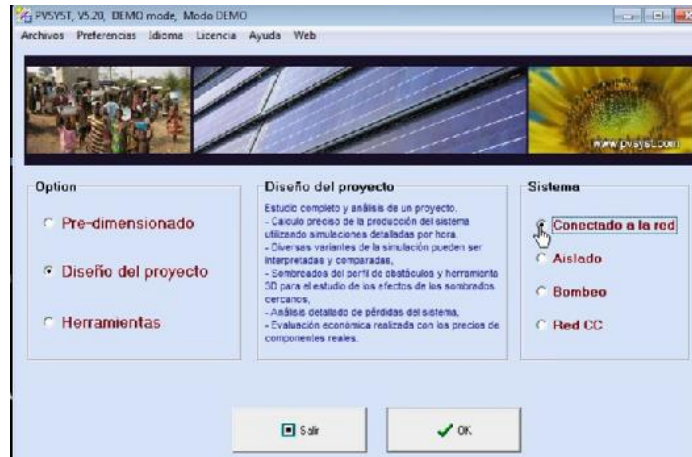 PVSYST, V5.20, DEMO mode, Modo DEMO
Archivos Preferencias Idioma Licencia Ayuda Web
www.pvsyst.com
Option
Pre-dimensionado
Diseño del proyecto
Herramientas
Diseño del proyecto
Estudio completo y análisis de un proyecto.
- Calculo preciso de la producción del sistema
utilizando simulaciones detalladas por hora.
- Diversas variantes de la simulación pueden ser
interpretadas y comparadas,
- Sombreados del perfil de obstáculos y herramienta
3D para el estudio de los efectos de los sombrados
cercanos,
- Análisis detallado de pérdidas del sistema,
- Evaluación económica realizada con los precios de
componentes reales.
Sistema
Conectado a la red
Aislado
Bombeo
Red CC
Salir
OK